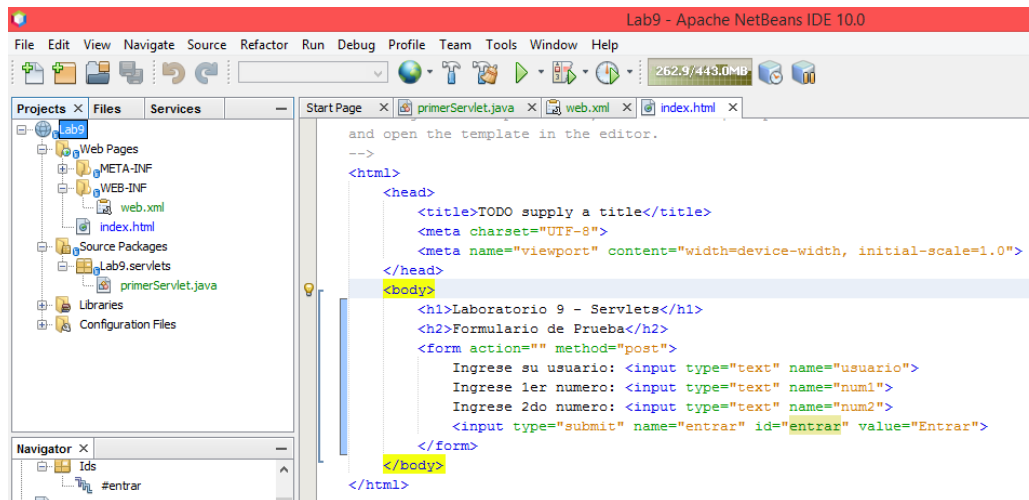 Lab9 - Apache NetBeans IDE 10.0
File Edit View Navigate Source Refactor Run Debug Profile Team Tools Window Help
262.9/443.0MB
Projects Files Services
Start Page primerServlet.java web.xml index.html
Lab9
Web Pages
META-INF
WEB-INF
web.xml
index.html
Source Packages
Lab9.servlets
primerServlet.java
Libraries
Configuration Files
and open the template in the editor.
-->
<html>
<head>
<title>TODO supply a title</title>
<meta charset="UTF-8">
<meta name="viewport" content="width=device-width, initial-scale=1.0">
</head>
<body>
<h1>Laboratorio 9 - Servlets</h1>
<h2>Formulario de Prueba</h2>
<form action="" method="post">
Ingrese su usuario: <input type="text" name="usuario">
Ingrese 1er numero: <input type="text" name="num1">
Ingrese 2do numero: <input type="text" name="num2">
<input type="submit" name="entrar" id="entrar" value="Entrar">
</form>
</body>
</html>
Navigator
Ids
#entrar